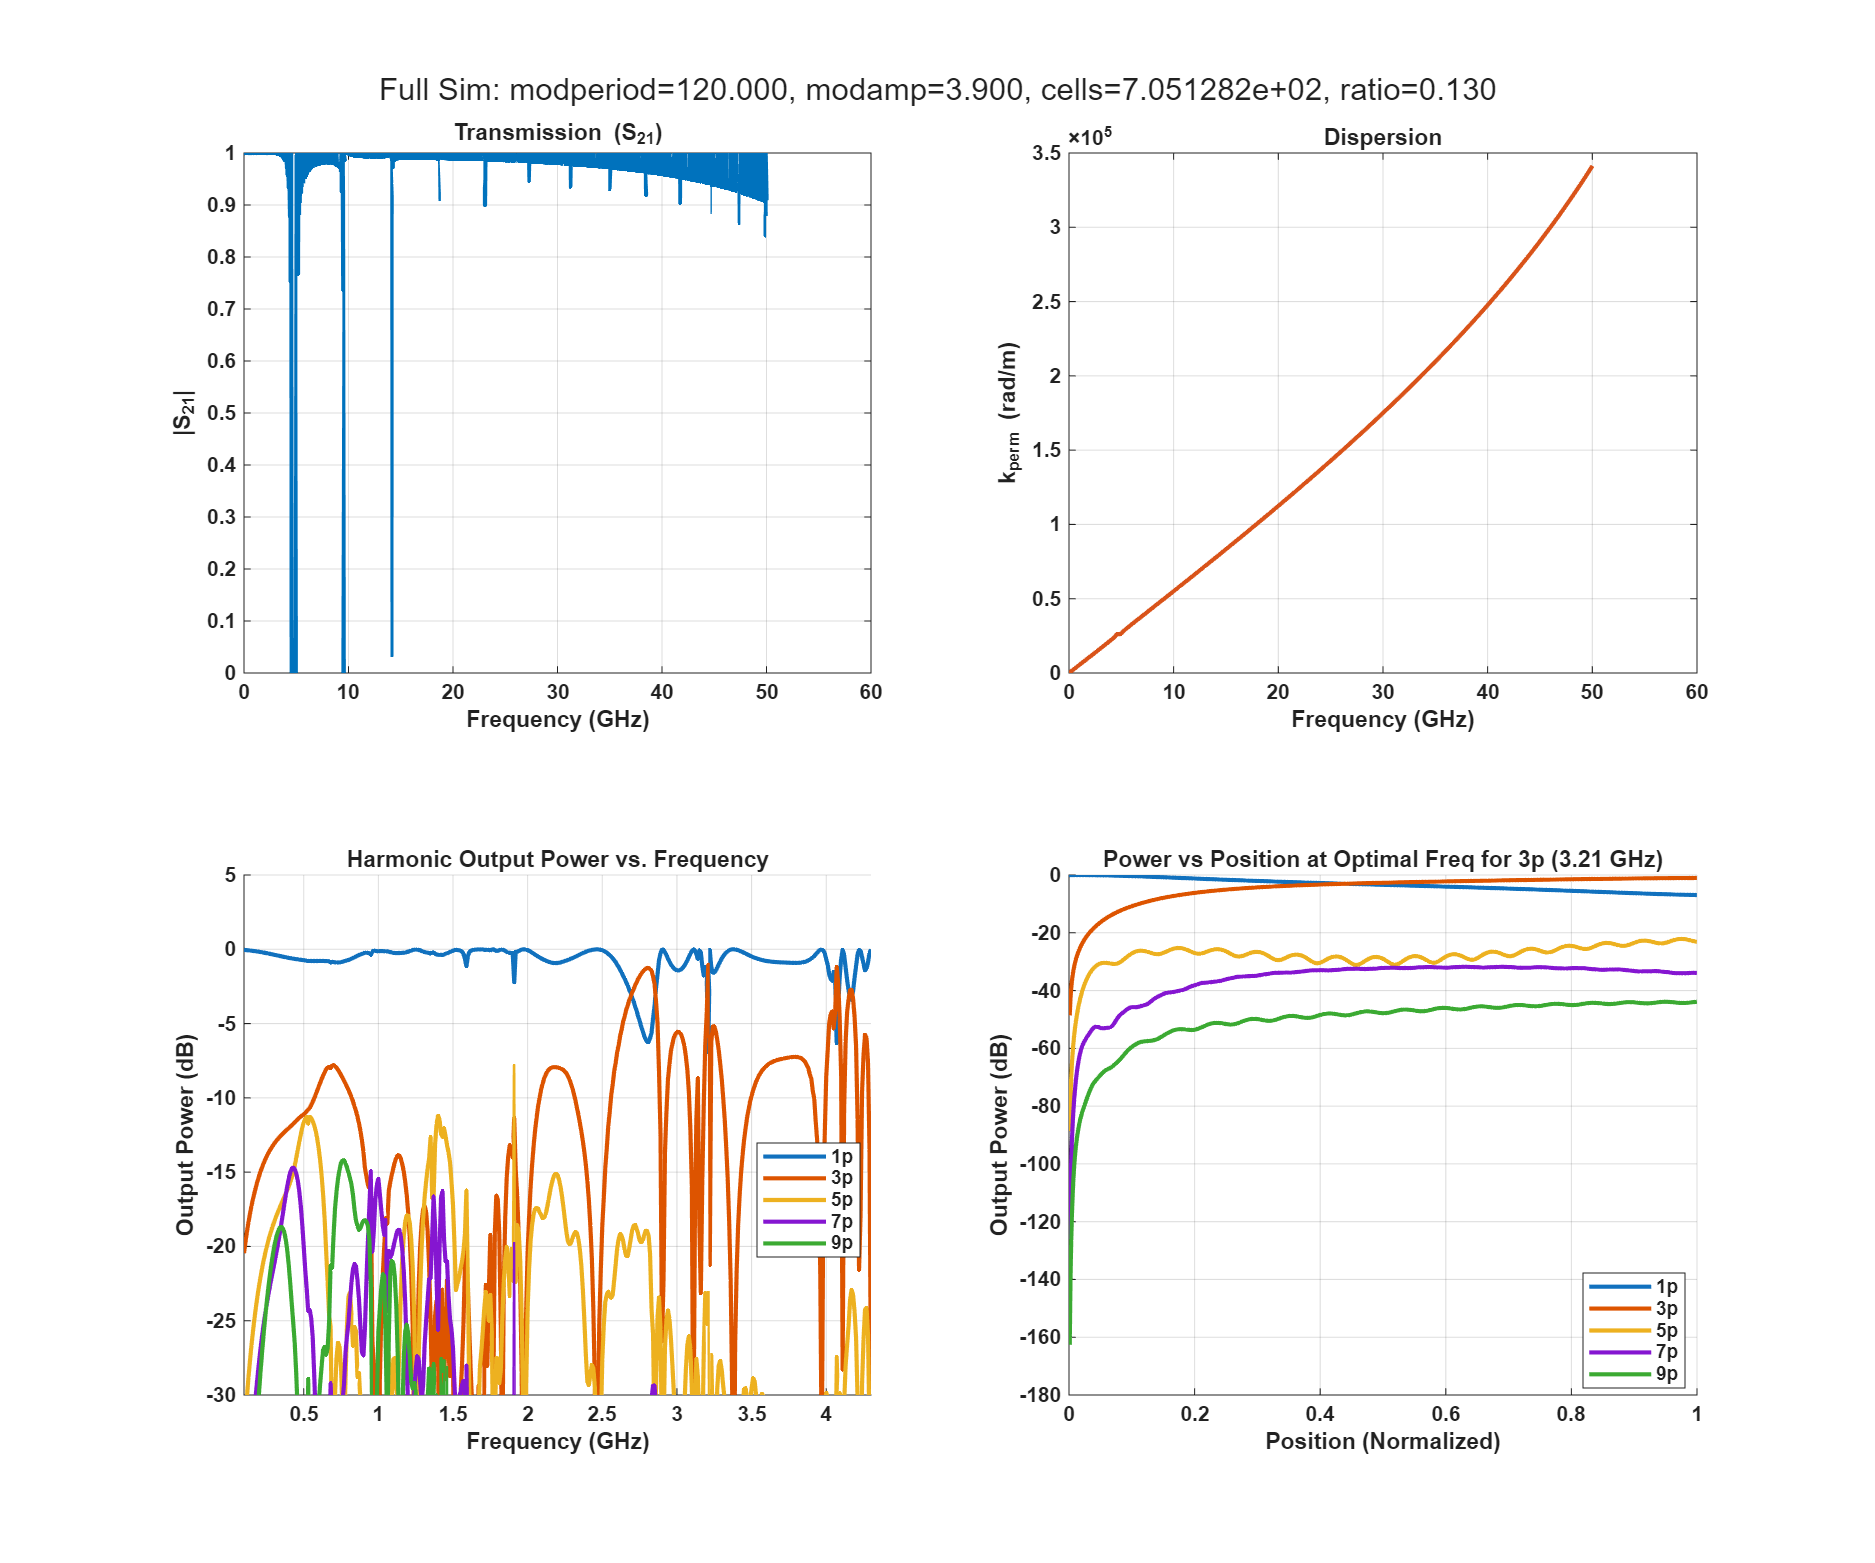 Full Sim: modperiod=120.000, modamp=3.900, cells=7.051282e+02, ratio=0.130
Transmission (S21)
1
0.9
0.8
0.7
0.6
0.5
0.4
0.3
0.2
0.1
0
|S21|
0 10 20 30 40 50 60
Frequency (GHz)
×10^5
Dispersion
3.5
3
2.5
2
1.5
1
0.5
0
kperm (rad/m)
0 10 20 30 40 50 60
Frequency (GHz)
Harmonic Output Power vs. Frequency
5
0
-5
-10
-15
-20
-25
-30
Output Power (dB)
1p
3p
5p
7p
9p
0.5 1 1.5 2 2.5 3 3.5 4
Frequency (GHz)
Power vs Position at Optimal Freq for 3p (3.21 GHz)
0
-20
-40
-60
-80
-100
-120
-140
-160
-180
Output Power (dB)
1p
3p
5p
7p
9p
0 0.2 0.4 0.6 0.8 1
Position (Normalized)